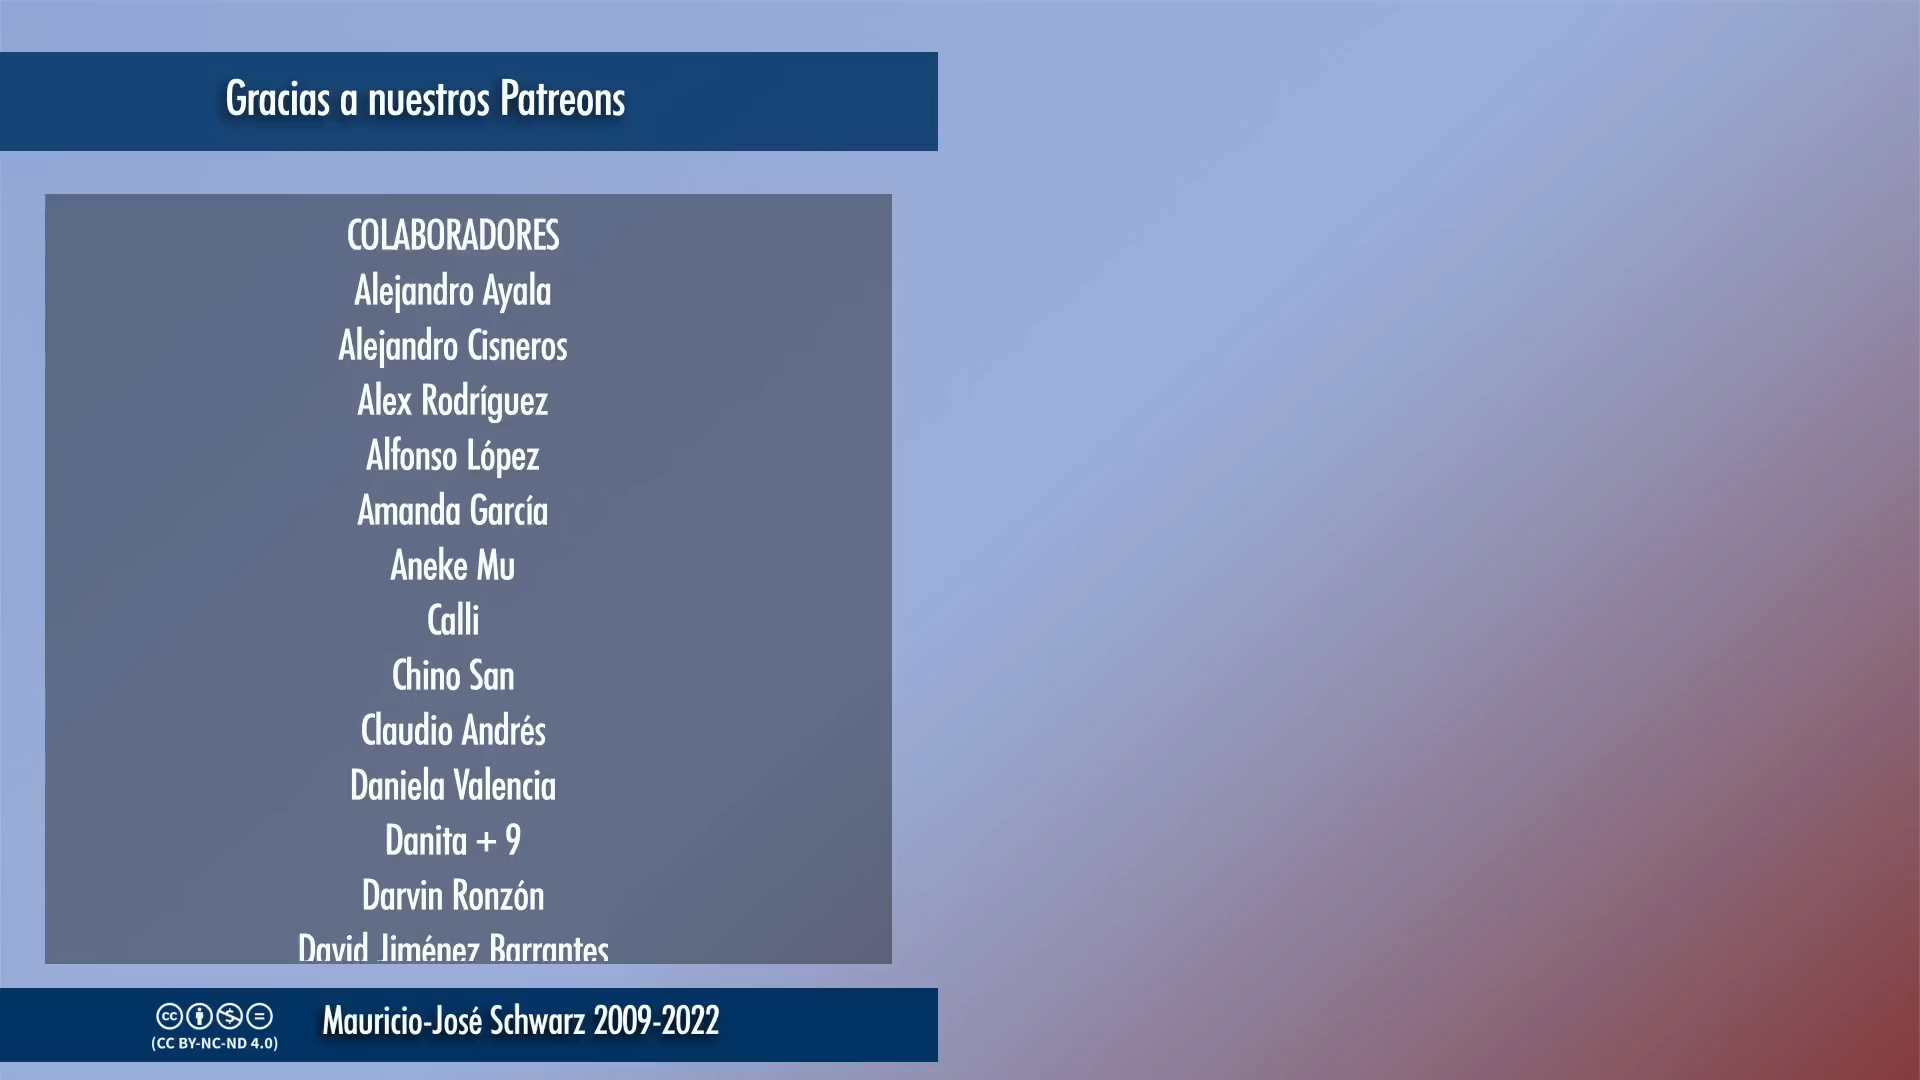 Gracias a nuestros Patreons
COLABORADORES
Alejandro Ayala
Alejandro Cisneros
Alex Rodríguez
Alfonso López
Amanda García
Aneke Mu
Calli
Chino San
Claudio Andrés
Daniela Valencia
Danita + 9
Darvin Ronzón
David Jiménez Barrantes
Mauricio-José Schwarz 2009-2022
(CC BY-NC-ND 4.0)